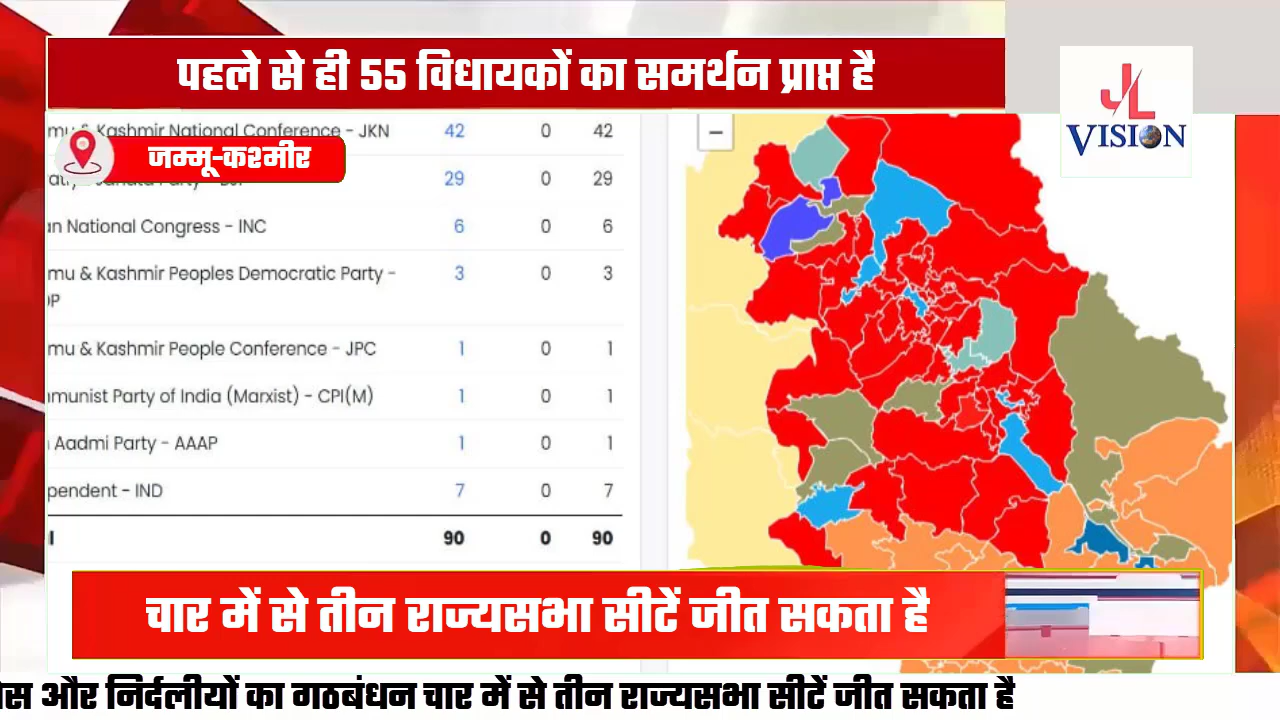 पहले से ही 55 विधायकों का समर्थन प्राप्त है
JL
VISION
mu & Kashmir National Conference - JKN 42 0 42
जम्मू-कश्मीर
29 0 29
an National Congress - INC 6 0 6
mu & Kashmir Peoples Democratic Party - 3 0 3
DP
mu & Kashmir People Conference - JPC 1 0 1
nmunist Party of India (Marxist) - CPI(M) 1 0 1
Aadmi Party - AAAP 1 0 1
pendent - IND 7 0 7
90 0 90
चार में से तीन राज्यसभा सीटें जीत सकता है
स और निर्दलीयों का गठबंधन चार में से तीन राज्यसभा सीटें जीत सकता है